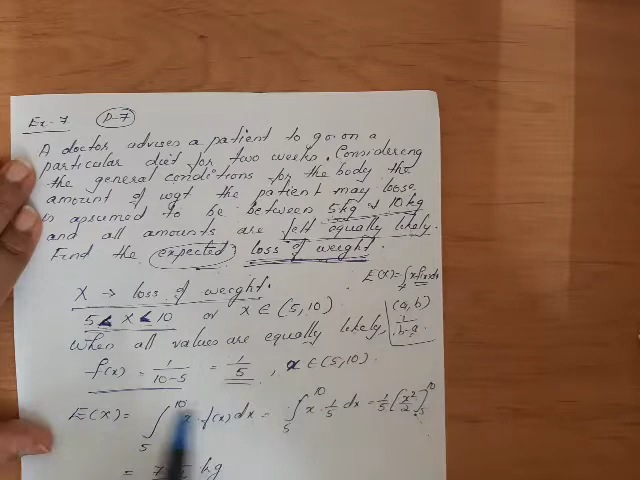 Ex-7 D-7
A doctor advises a patient to go on a
particular diet for two weeks. Considering
the general conditions for the body the
amount of wgt the patient may loose
is assumed to be between 5kg & 10kg
and all amounts are felt equally likely.
Find the expected loss of weight.
E(X) = ∫ x f(x) dx
X → loss of weight.
5 < X < 10 or X ∈ (5, 10)
(a, b)
1/(b-a)
When all values are equally likely,
f(x) = 1/(10-5) = 1/5 , x ∈ (5, 10).
E(X) = ∫₅¹⁰ x · f(x) dx = ∫₅¹⁰ x · 1/5 dx = 1/5 [x²/2]₅¹⁰
= kg